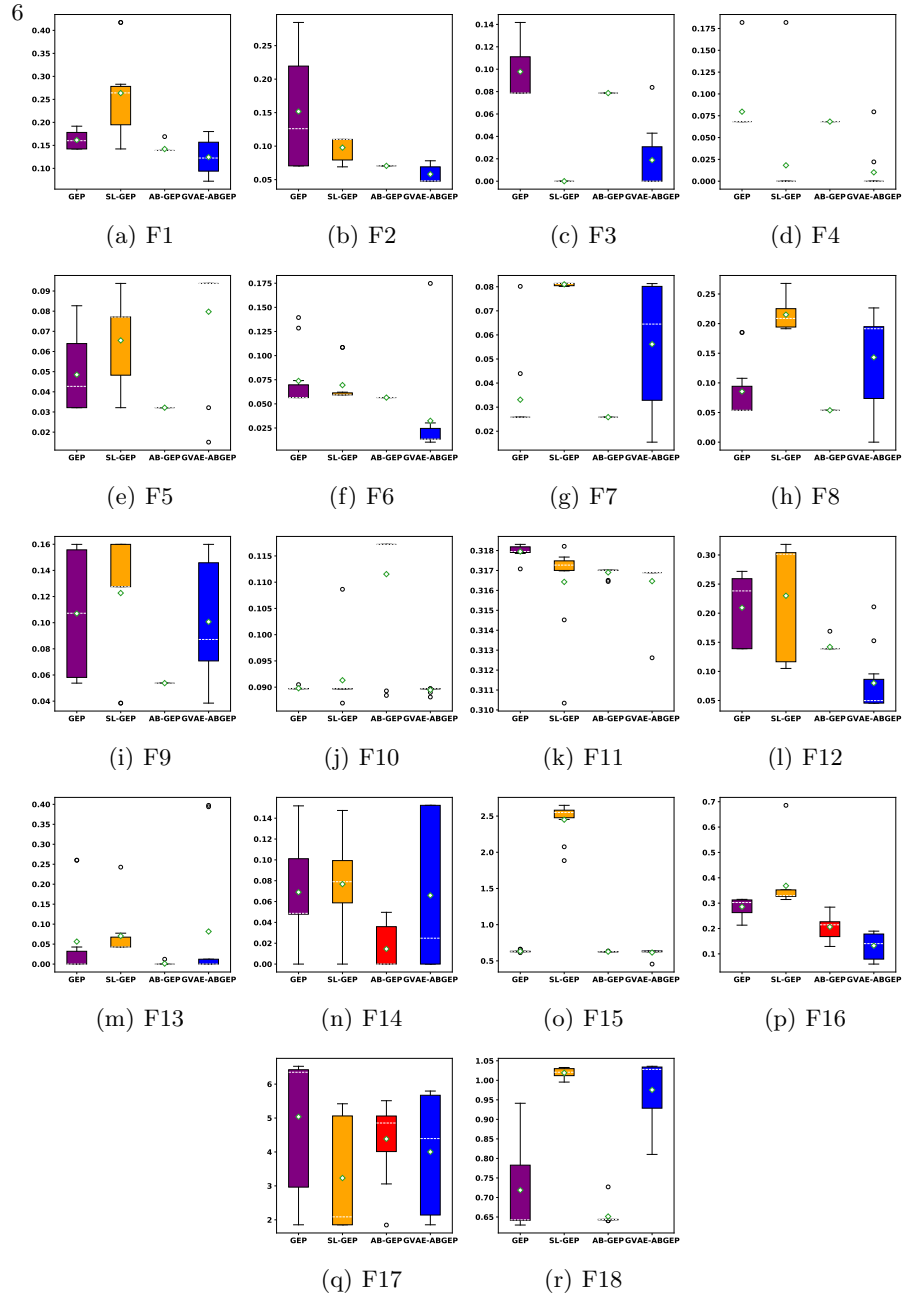 6
0.40 0.35 0.30 0.25 0.20 0.15 0.10
GEP SL-GEP AB-GEP GVAE-ABGEP
(a) F1
0.25 0.20 0.15 0.10 0.05
GEP SL-GEP AB-GEP GVAE-ABGEP
(b) F2
0.14 0.12 0.10 0.08 0.06 0.04 0.02 0.00
GEP SL-GEP AB-GEP GVAE-ABGEP
(c) F3
0.175 0.150 0.125 0.100 0.075 0.050 0.025 0.000
GEP SL-GEP AB-GEP GVAE-ABGEP
(d) F4
0.09 0.08 0.07 0.06 0.05 0.04 0.03 0.02
GEP SL-GEP AB-GEP GVAE-ABGEP
(e) F5
0.175 0.150 0.125 0.100 0.075 0.050 0.025
GEP SL-GEP AB-GEP GVAE-ABGEP
(f) F6
0.08 0.07 0.06 0.05 0.04 0.03 0.02
GEP SL-GEP AB-GEP GVAE-ABGEP
(g) F7
0.25 0.20 0.15 0.10 0.05 0.00
GEP SL-GEP AB-GEP GVAE-ABGEP
(h) F8
0.16 0.14 0.12 0.10 0.08 0.06 0.04
GEP SL-GEP AB-GEP GVAE-ABGEP
(i) F9
0.115 0.110 0.105 0.100 0.095 0.090
GEP SL-GEP AB-GEP GVAE-ABGEP
(j) F10
0.318 0.317 0.316 0.314 0.313 0.312 0.311 0.310
GEP SL-GEP AB-GEP GVAE-ABGEP
(k) F11
0.30 0.25 0.20 0.15 0.10 0.05
GEP SL-GEP AB-GEP GVAE-ABGEP
(l) F12
0.40 0.35 0.30 0.25 0.20 0.15 0.10 0.05 0.00
GEP SL-GEP AB-GEP GVAE-ABGEP
(m) F13
0.14 0.12 0.10 0.08 0.06 0.04 0.02 0.00
GEP SL-GEP AB-GEP GVAE-ABGEP
(n) F14
2.5 2.0 1.5 1.0 0.5
GEP SL-GEP AB-GEP GVAE-ABGEP
(o) F15
0.7 0.6 0.5 0.4 0.3 0.2 0.1
GEP SL-GEP AB-GEP GVAE-ABGEP
(p) F16
6 5 4 3 2
GEP SL-GEP AB-GEP GVAE-ABGEP
(q) F17
1.05 1.00 0.95 0.90 0.85 0.80 0.75 0.70 0.65
GEP SL-GEP AB-GEP GVAE-ABGEP
(r) F18